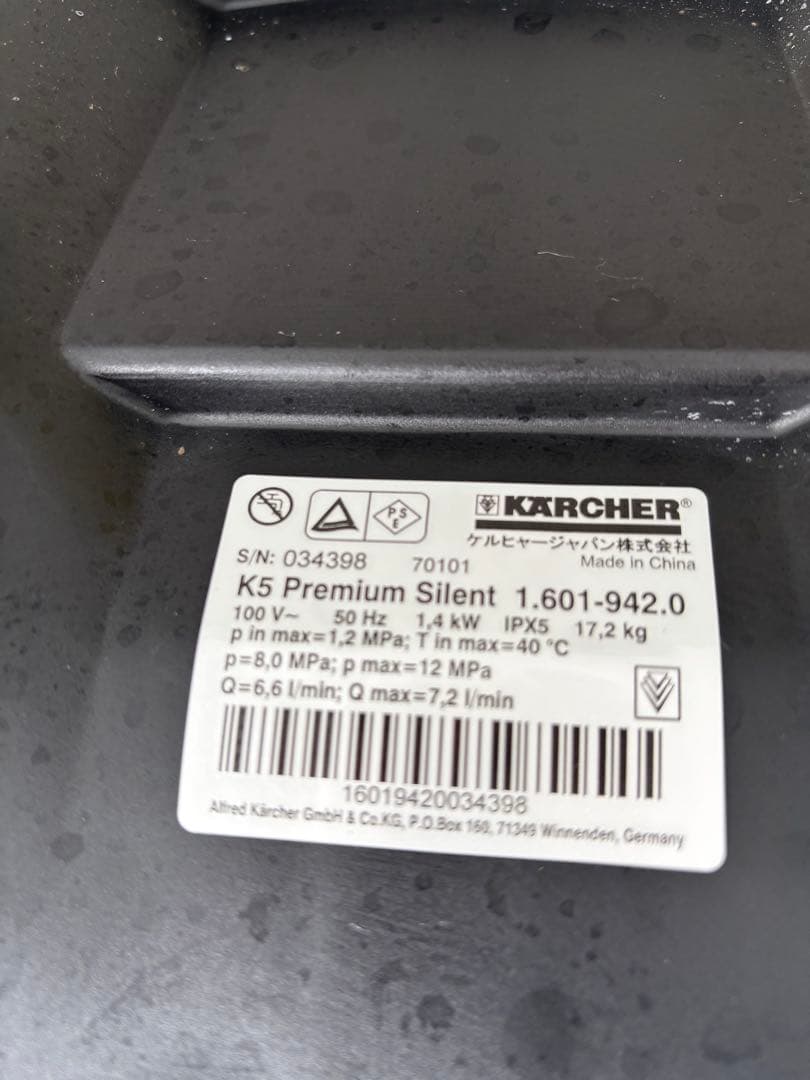 PS
E
KÄRCHER®
ケルヒャージャパン株式会社
Made in China
S/N: 034398 70101
K5 Premium Silent 1.601-942.0
100 V~ 50 Hz 1,4 kW IPX5 17,2 kg
p in max=1,2 MPa; T in max=40 °C
p=8,0 MPa; p max=12 MPa
Q=6,6 l/min; Q max=7,2 l/min
16019420034398
Alfred Kärcher GmbH & Co.KG, P.O.Box 160, 71349 Winnenden, Germany